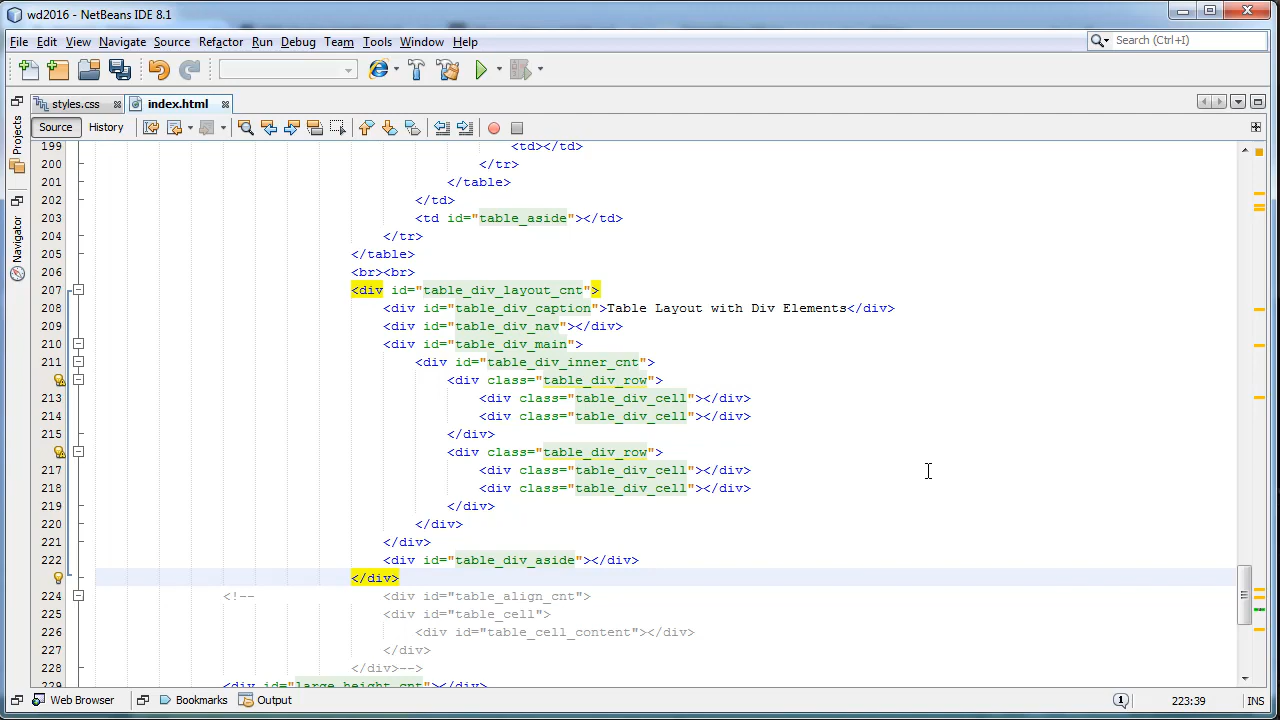 wd2016 - NetBeans IDE 8.1
File Edit View Navigate Source Refactor Run Debug Team Tools Window Help
Search (Ctrl+I)
styles.css index.html
Source History
Projects
Navigator
199 <td></td>
200 </tr>
201 </table>
202 </td>
203 <td id="table_aside"></td>
204 </tr>
205 </table>
206 <br><br>
207 <div id="table_div_layout_cnt">
208 <div id="table_div_caption">Table Layout with Div Elements</div>
209 <div id="table_div_nav"></div>
210 <div id="table_div_main">
211 <div id="table_div_inner_cnt">
<div class="table_div_row">
213 <div class="table_div_cell"></div>
214 <div class="table_div_cell"></div>
215 </div>
<div class="table_div_row">
217 <div class="table_div_cell"></div>
218 <div class="table_div_cell"></div>
219 </div>
220 </div>
221 </div>
222 <div id="table_div_aside"></div>
</div>
224 <!-- <div id="table_align_cnt">
225 <div id="table_cell">
226 <div id="table_cell_content"></div>
227 </div>
228 </div>-->
229 <div id="large_height_cnt"></div>
Web Browser Bookmarks Output 223:39 INS